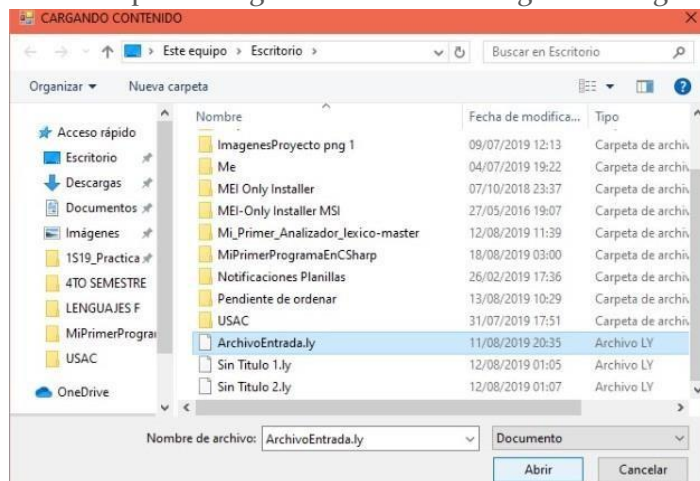 CARGANDO CONTENIDO
Este equipo > Escritorio >
Buscar en Escritorio
Organizar
Nueva carpeta
Nombre
Fecha de modifica...
Tipo
Acceso rápido
Escritorio
Descargas
Documentos
Imágenes
1S19_Practica
4TO SEMESTRE
LENGUAJES F
MiPrimerProgra
USAC
OneDrive
ImagenesProyecto png 1 09/07/2019 12:13 Carpeta de archiv
Me 04/07/2019 19:22 Carpeta de archiv
MEI Only Installer 07/10/2018 23:37 Carpeta de archiv
MEI-Only Installer MSI 27/05/2016 19:07 Carpeta de archiv
Mi_Primer_Analizador_lexico-master 12/08/2019 11:39 Carpeta de archiv
MiPrimerProgramaEnCSharp 18/08/2019 03:00 Carpeta de archiv
Notificaciones Planillas 26/02/2019 17:36 Carpeta de archiv
Pendiente de ordenar 13/08/2019 10:29 Carpeta de archiv
USAC 31/07/2019 17:51 Carpeta de archiv
ArchivoEntrada.ly 11/08/2019 20:35 Archivo LY
Sin Titulo 1.ly 12/08/2019 01:05 Archivo LY
Sin Titulo 2.ly 12/08/2019 01:07 Archivo LY
Nombre de archivo: ArchivoEntrada.ly
Documento
Abrir
Cancelar